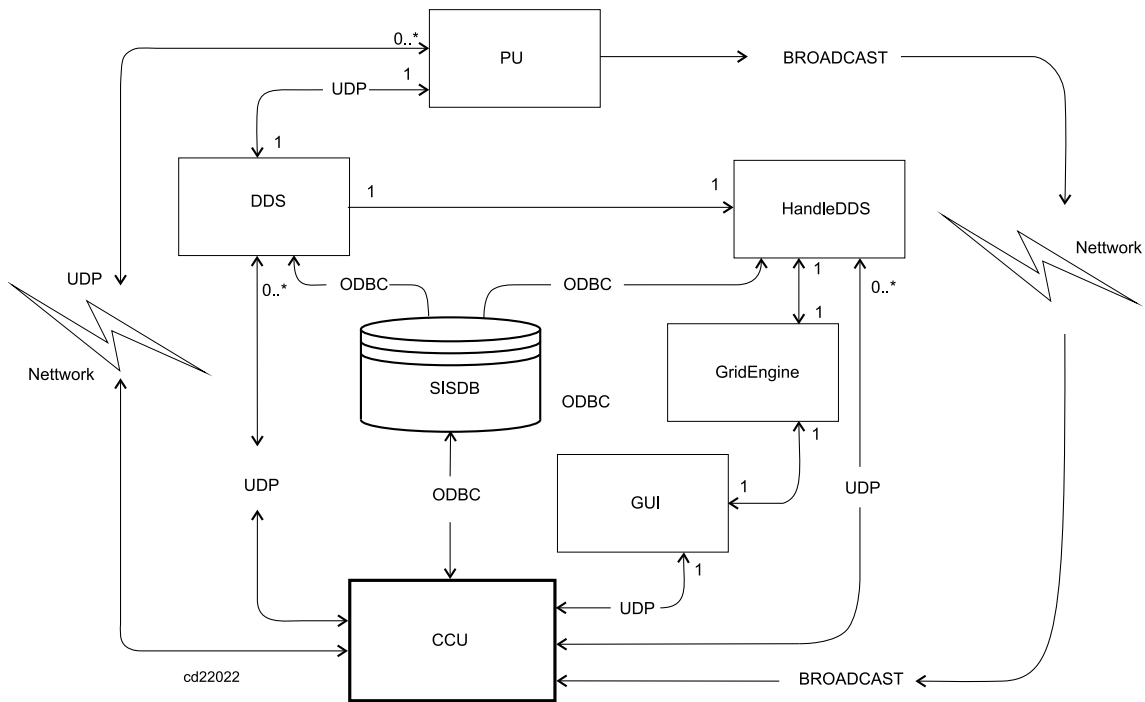 0..*
PU
BROADCAST
1
UDP
1
DDS
1
1
HandleDDS
Nettwork
UDP
0..*
ODBC
ODBC
1
0..*
1
Nettwork
SISDB
ODBC
GridEngine
1
UDP
ODBC
1
GUI
UDP
1
UDP
CCU
cd22022
BROADCAST